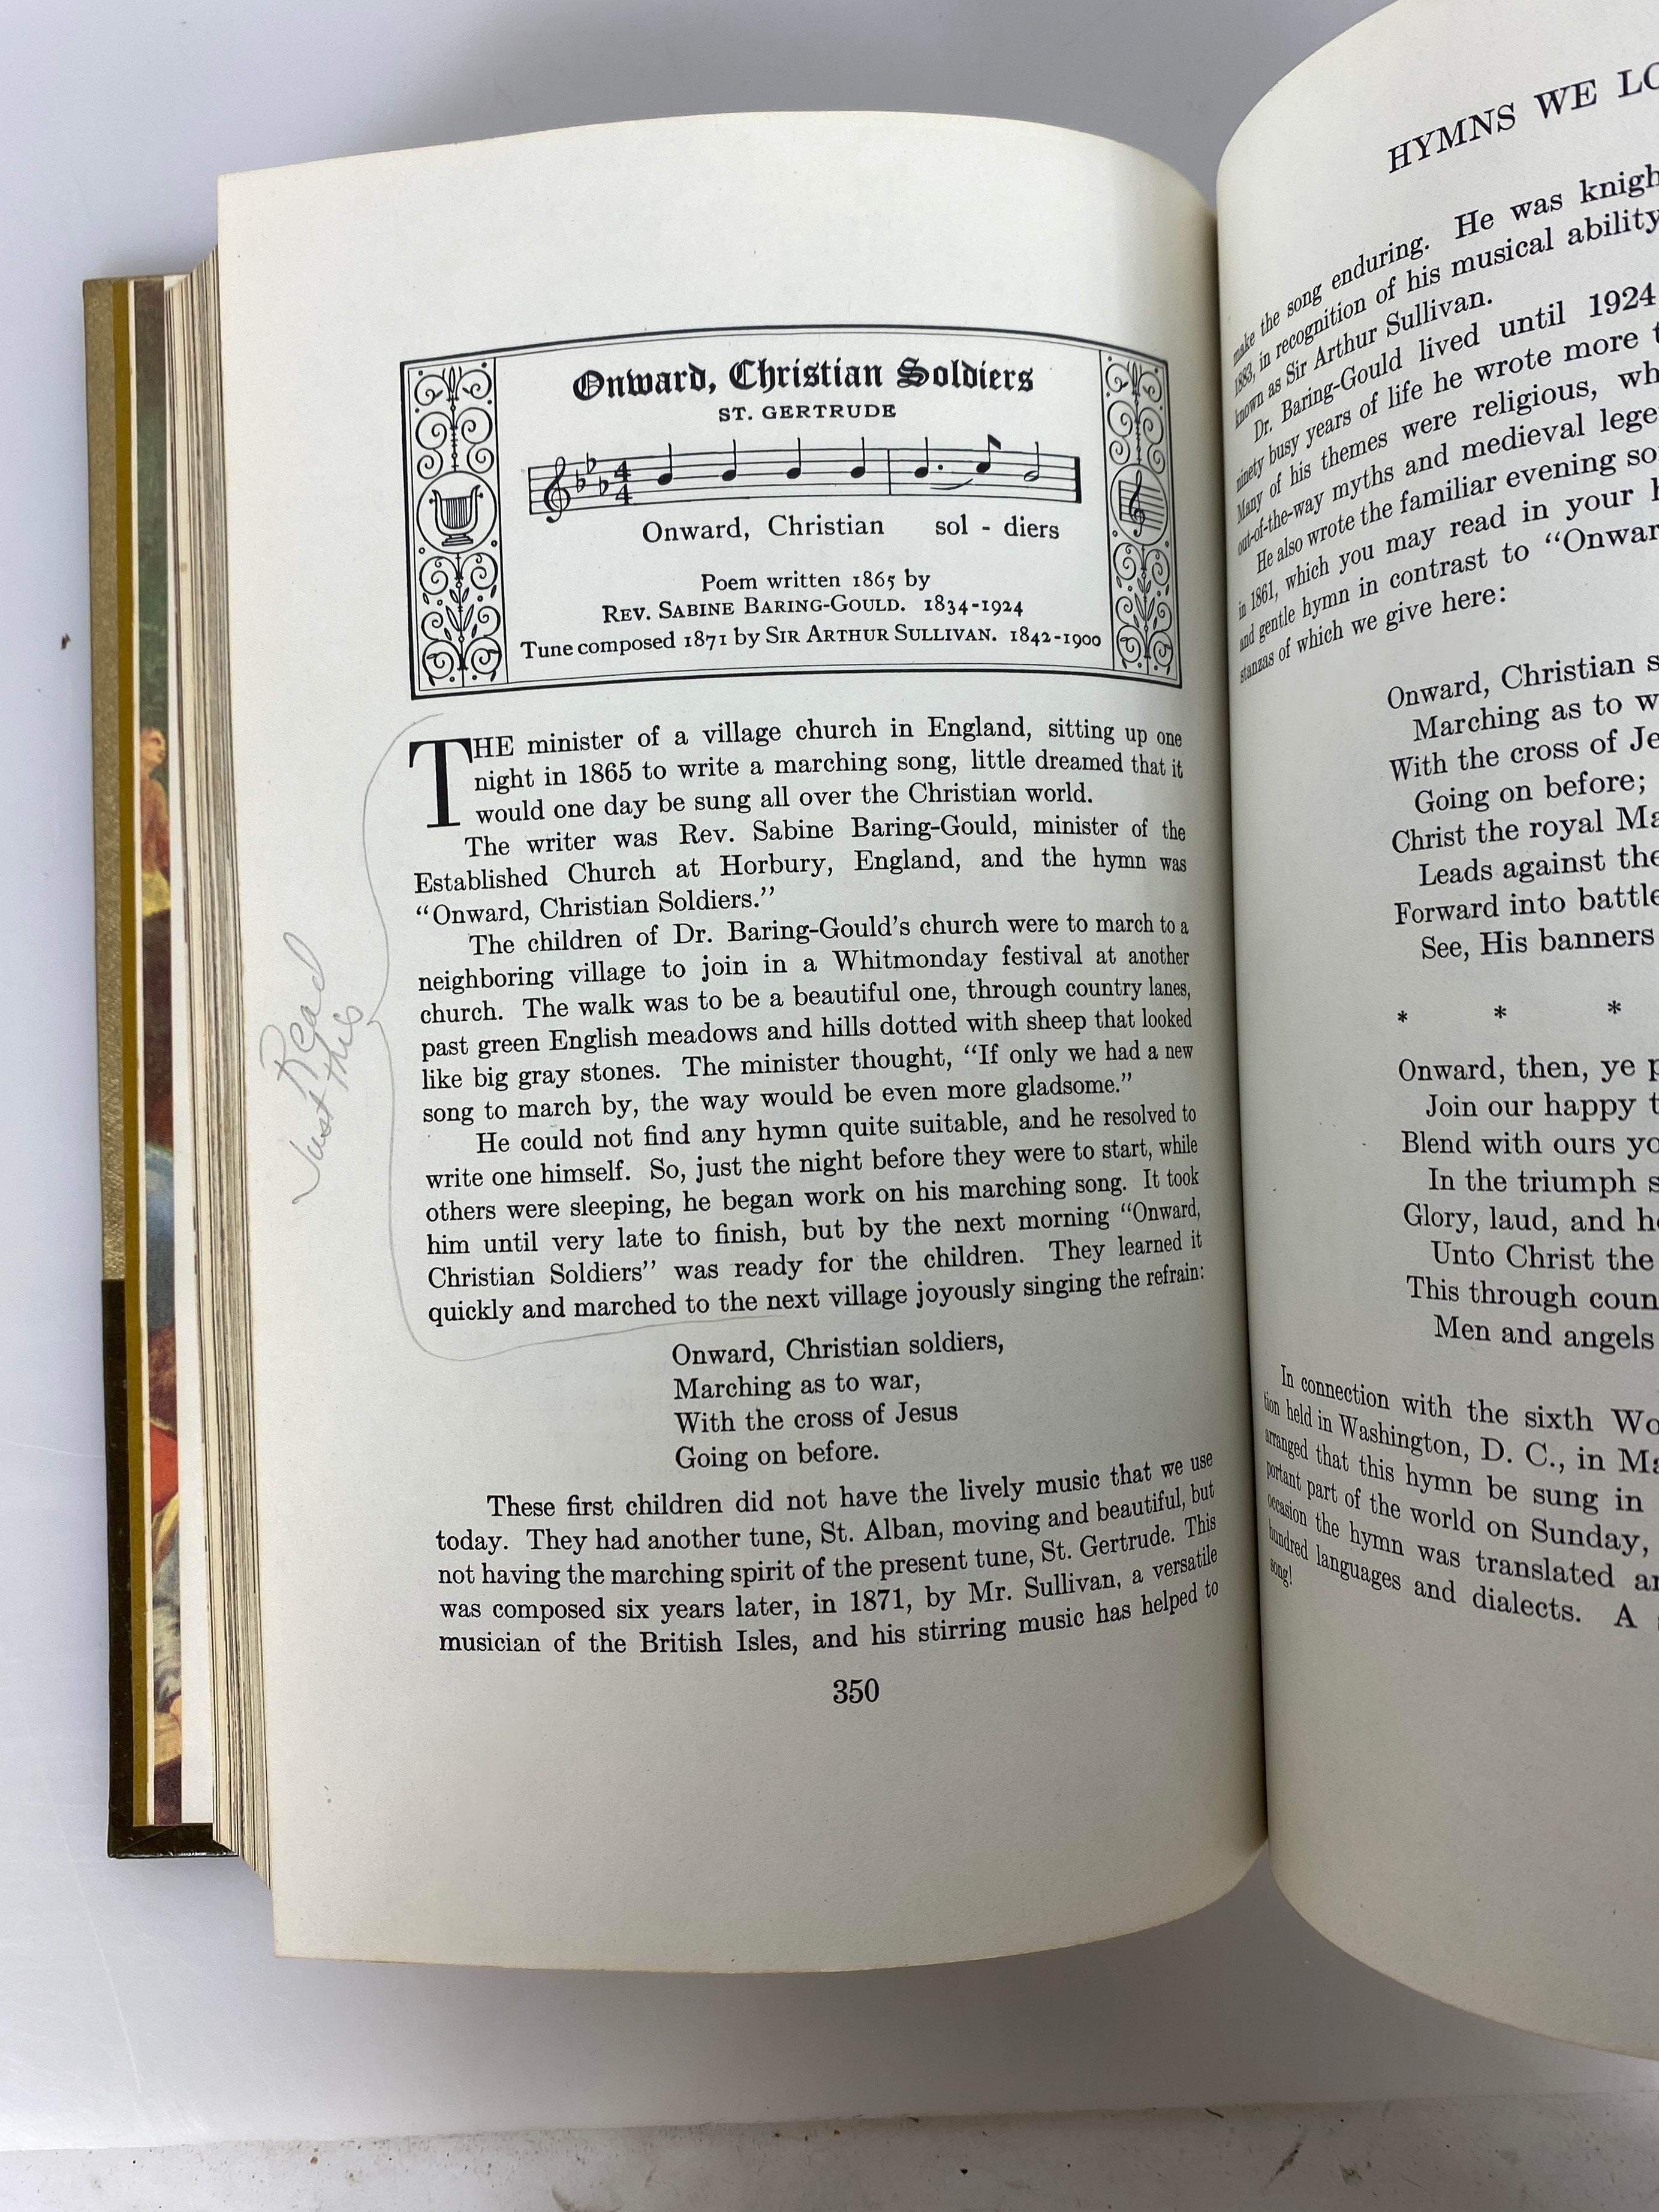 Onward, Christian Soldiers
ST. GERTRUDE
4
4
Onward, Christian sol - diers
Poem written 1865 by
REV. SABINE BARING-GOULD. 1834-1924
Tune composed 1871 by SIR ARTHUR SULLIVAN. 1842-1900
THE minister of a village church in England, sitting up one
night in 1865 to write a marching song, little dreamed that it
would one day be sung all over the Christian world.
The writer was Rev. Sabine Baring-Gould, minister of the
Established Church at Horbury, England, and the hymn was
“Onward, Christian Soldiers.”
The children of Dr. Baring-Gould's church were to march to a
neighboring village to join in a Whitmonday festival at another
church. The walk was to be a beautiful one, through country lanes,
past green English meadows and hills dotted with sheep that looked
like big gray stones. The minister thought, “If only we had a new
song to march by, the way would be even more gladsome.”
He could not find any hymn quite suitable, and he resolved to
write one himself. So, just the night before they were to start, while
others were sleeping, he began work on his marching song. It took
him until very late to finish, but by the next morning “Onward,
Christian Soldiers” was ready for the children. They learned it
quickly and marched to the next village joyously singing the refrain:
Onward, Christian soldiers,
Marching as to war,
With the cross of Jesus
Going on before.
These first children did not have the lively music that we use
today. They had another tune, St. Alban, moving and beautiful, but
not having the marching spirit of the present tune, St. Gertrude. This
was composed six years later, in 1871, by Mr. Sullivan, a versatile
musician of the British Isles, and his stirring music has helped to
350
Read
Just this
HYMNS WE
make the song enduring. He was
1883, in recognition of his musical ability
known as Sir Arthur Sullivan.
Dr. Baring-Gould lived until 1924
ninety busy years of life he wrote more
Many of his themes were religious,
out-of-the-way myths and medieval
He also wrote the familiar evening
in 1861, which you may read in your
and gentle hymn in contrast to “Onward
stanzas of which we give here:
Onward, Christian
Marching as to
With the cross of
Going on before;
Christ the royal
Leads against the
Forward into battle
See, His banners
* * *
Onward, then, ye
Join our happy
Blend with ours
In the triumph
Glory, laud, and
Unto Christ the
This through
Men and angels
In connection with the sixth
tion held in Washington, D. C., in
arranged that this hymn be sung in
portant part of the world on Sunday,
occasion the hymn was translated
hundred languages and dialects. A
song!